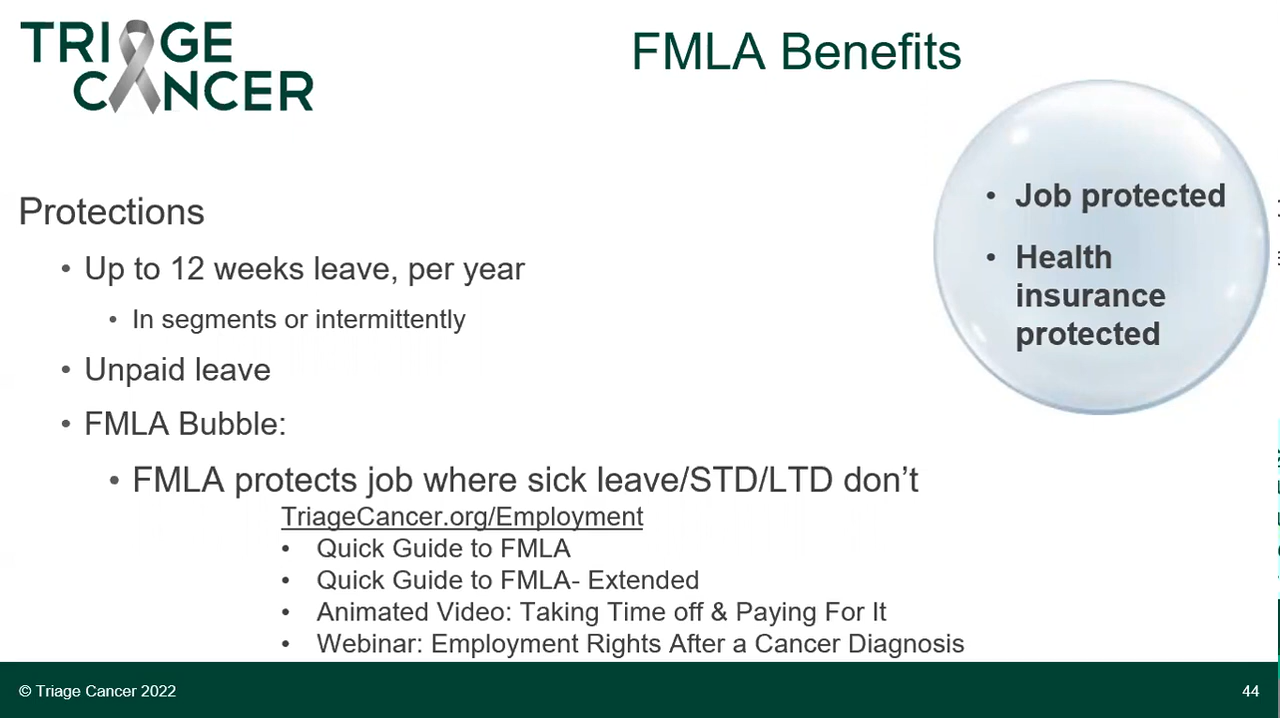 TRIAGE
CANCER
FMLA Benefits
• Job protected
• Health
insurance
protected
Protections
• Up to 12 weeks leave, per year
• In segments or intermittently
• Unpaid leave
• FMLA Bubble:
• FMLA protects job where sick leave/STD/LTD don't
TriageCancer.org/Employment
• Quick Guide to FMLA
• Quick Guide to FMLA- Extended
• Animated Video: Taking Time off & Paying For It
• Webinar: Employment Rights After a Cancer Diagnosis
© Triage Cancer 2022
44